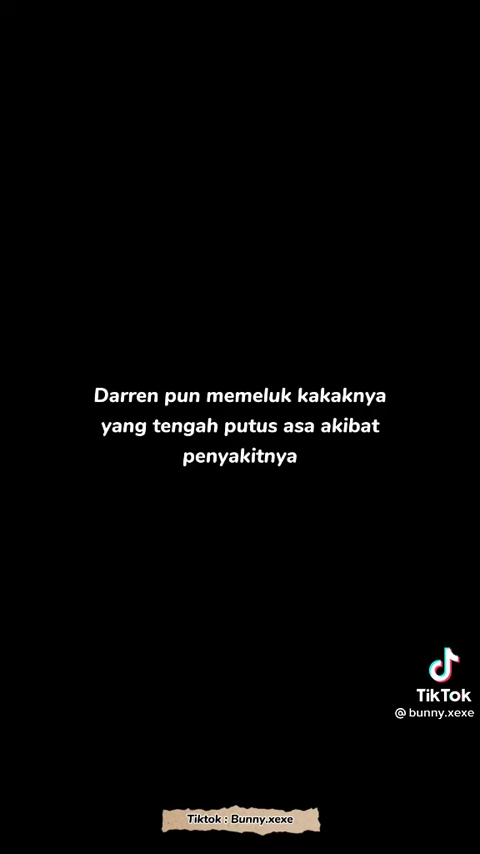 Darren pun memeluk kakaknya
yang tengah putus asa akibat
penyakitnya
TikTok
@ bunny.xexe
Tiktok : Bunny.xexe